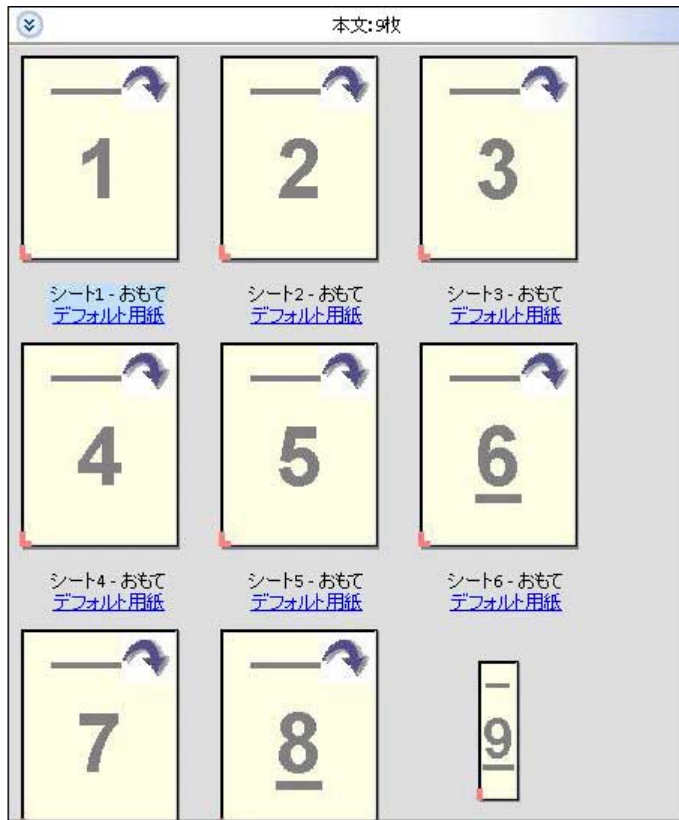 本文:9枚
1
2
3
シート1 - おもて
デフォルト用紙
シート2 - おもて
デフォルト用紙
シート3 - おもて
デフォルト用紙
4
5
6
シート4 - おもて
デフォルト用紙
シート5 - おもて
デフォルト用紙
シート6 - おもて
デフォルト用紙
7
8
9